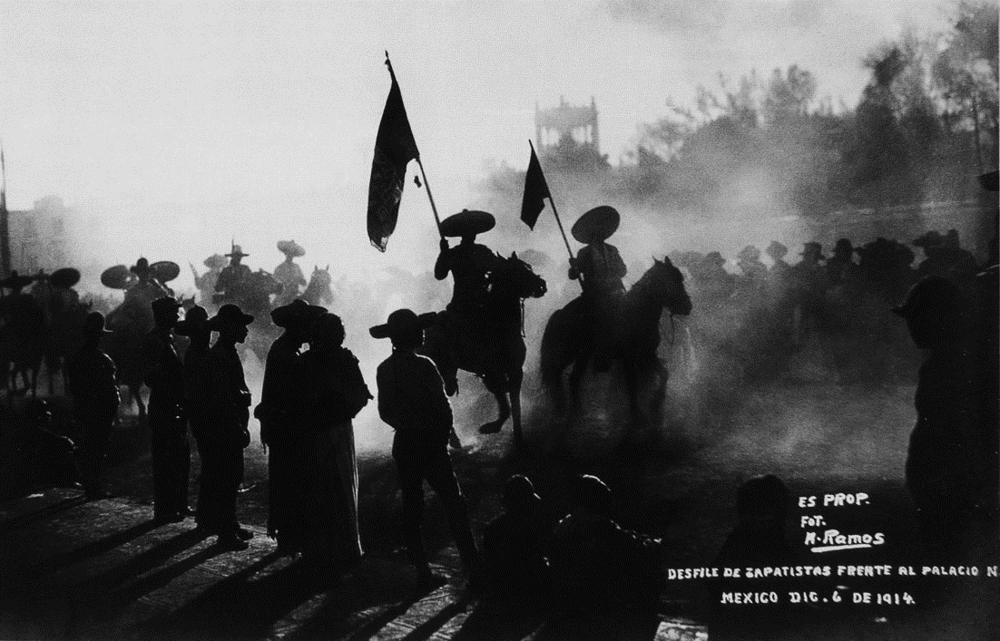 ES PROP.
FOT.
M. Ramos
DESFILE DE ZAPATISTAS FRENTE AL PALACIO N.
MEXICO DIC. 6 DE 1914.